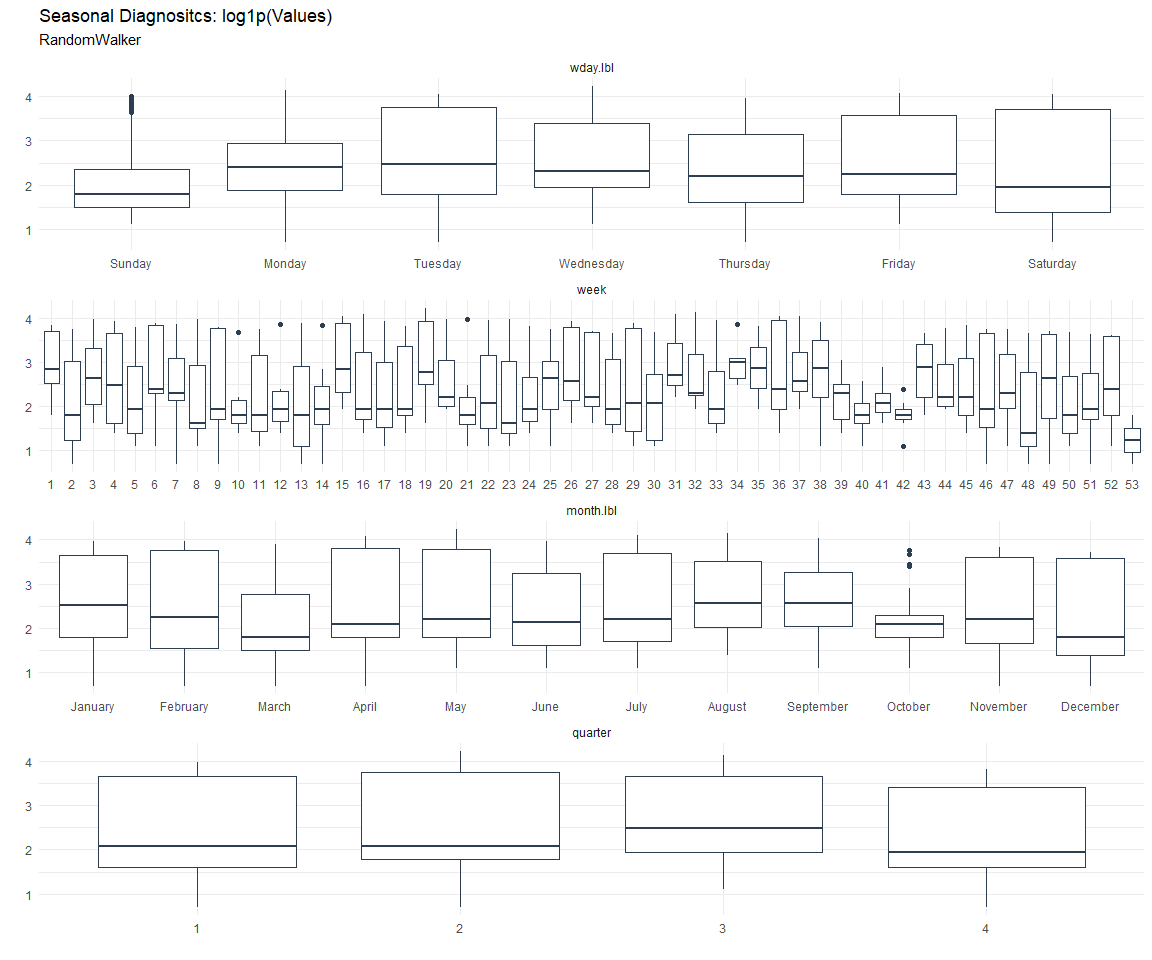 Seasonal Diagnositcs: log1p(Values)
RandomWalker
wday.lbl
4
3
2
1
Sunday Monday Tuesday Wednesday Thursday Friday Saturday
week
4
3
2
1
1 2 3 4 5 6 7 8 9 10 11 12 13 14 15 16 17 18 19 20 21 22 23 24 25 26 27 28 29 30 31 32 33 34 35 36 37 38 39 40 41 42 43 44 45 46 47 48 49 50 51 52 53
month.lbl
4
3
2
1
January February March April May June July August September October November December
quarter
4
3
2
1
1 2 3 4